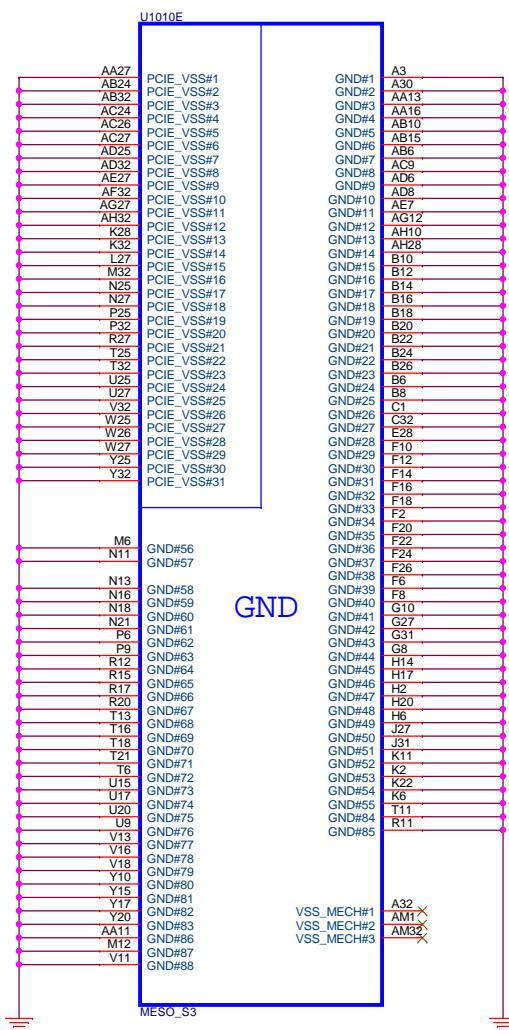 U1010E
AA27 PCIE_VSS#1 GND#1 A3
AB24 PCIE_VSS#2 GND#2 A30
AB32 PCIE_VSS#3 GND#3 AA13
AC24 PCIE_VSS#4 GND#4 AA16
AC26 PCIE_VSS#5 GND#5 AB10
AC27 PCIE_VSS#6 GND#6 AB15
AD25 PCIE_VSS#7 GND#7 AB6
AD32 PCIE_VSS#8 GND#8 AC9
AE27 PCIE_VSS#9 GND#9 AD6
AF32 PCIE_VSS#10 GND#10 AD8
AG27 PCIE_VSS#11 GND#11 AE7
AH32 PCIE_VSS#12 GND#12 AG12
K28 PCIE_VSS#13 GND#13 AH10
K32 PCIE_VSS#14 GND#14 AH28
L27 PCIE_VSS#15 GND#15 B10
M32 PCIE_VSS#16 GND#16 B12
N25 PCIE_VSS#17 GND#17 B14
N27 PCIE_VSS#18 GND#18 B16
P25 PCIE_VSS#19 GND#19 B18
P32 PCIE_VSS#20 GND#20 B20
R27 PCIE_VSS#21 GND#21 B22
T25 PCIE_VSS#22 GND#22 B24
T32 PCIE_VSS#23 GND#23 B26
U25 PCIE_VSS#24 GND#24 B6
U27 PCIE_VSS#25 GND#25 B8
V32 PCIE_VSS#26 GND#26 C1
W25 PCIE_VSS#27 GND#27 C32
W26 PCIE_VSS#28 GND#28 E28
W27 PCIE_VSS#29 GND#29 F10
Y25 PCIE_VSS#30 GND#30 F12
Y32 PCIE_VSS#31 GND#31 F14
GND#32 F16
GND#33 F18
GND#34 F2
GND#35 F20
M6 GND#56 GND#36 F22
N11 GND#57 GND#37 F24
GND#38 F26
N13 GND#58 GND#39 F6
N16 GND#59 GND#40 F8
N18 GND#60 GND GND#41 G10
N21 GND#61 GND#42 G27
P6 GND#62 GND#43 G31
P9 GND#63 GND#44 G8
R12 GND#64 GND#45 H14
R15 GND#65 GND#46 H17
R17 GND#66 GND#47 H2
R20 GND#67 GND#48 H20
T13 GND#68 GND#49 H6
T16 GND#69 GND#50 J27
T18 GND#70 GND#51 J31
T21 GND#71 GND#52 K11
T6 GND#72 GND#53 K2
U15 GND#73 GND#54 K22
U17 GND#74 GND#55 K6
U20 GND#75 GND#84 T11
U9 GND#76 GND#85 R11
V13 GND#77
V16 GND#78
V18 GND#79
Y10 GND#80
Y15 GND#81
Y17 GND#82 VSS_MECH#1 A32
Y20 GND#83 VSS_MECH#2 AM1
AA11 GND#86 VSS_MECH#3 AM32
M12 GND#87
V11 GND#88
MESO_S3